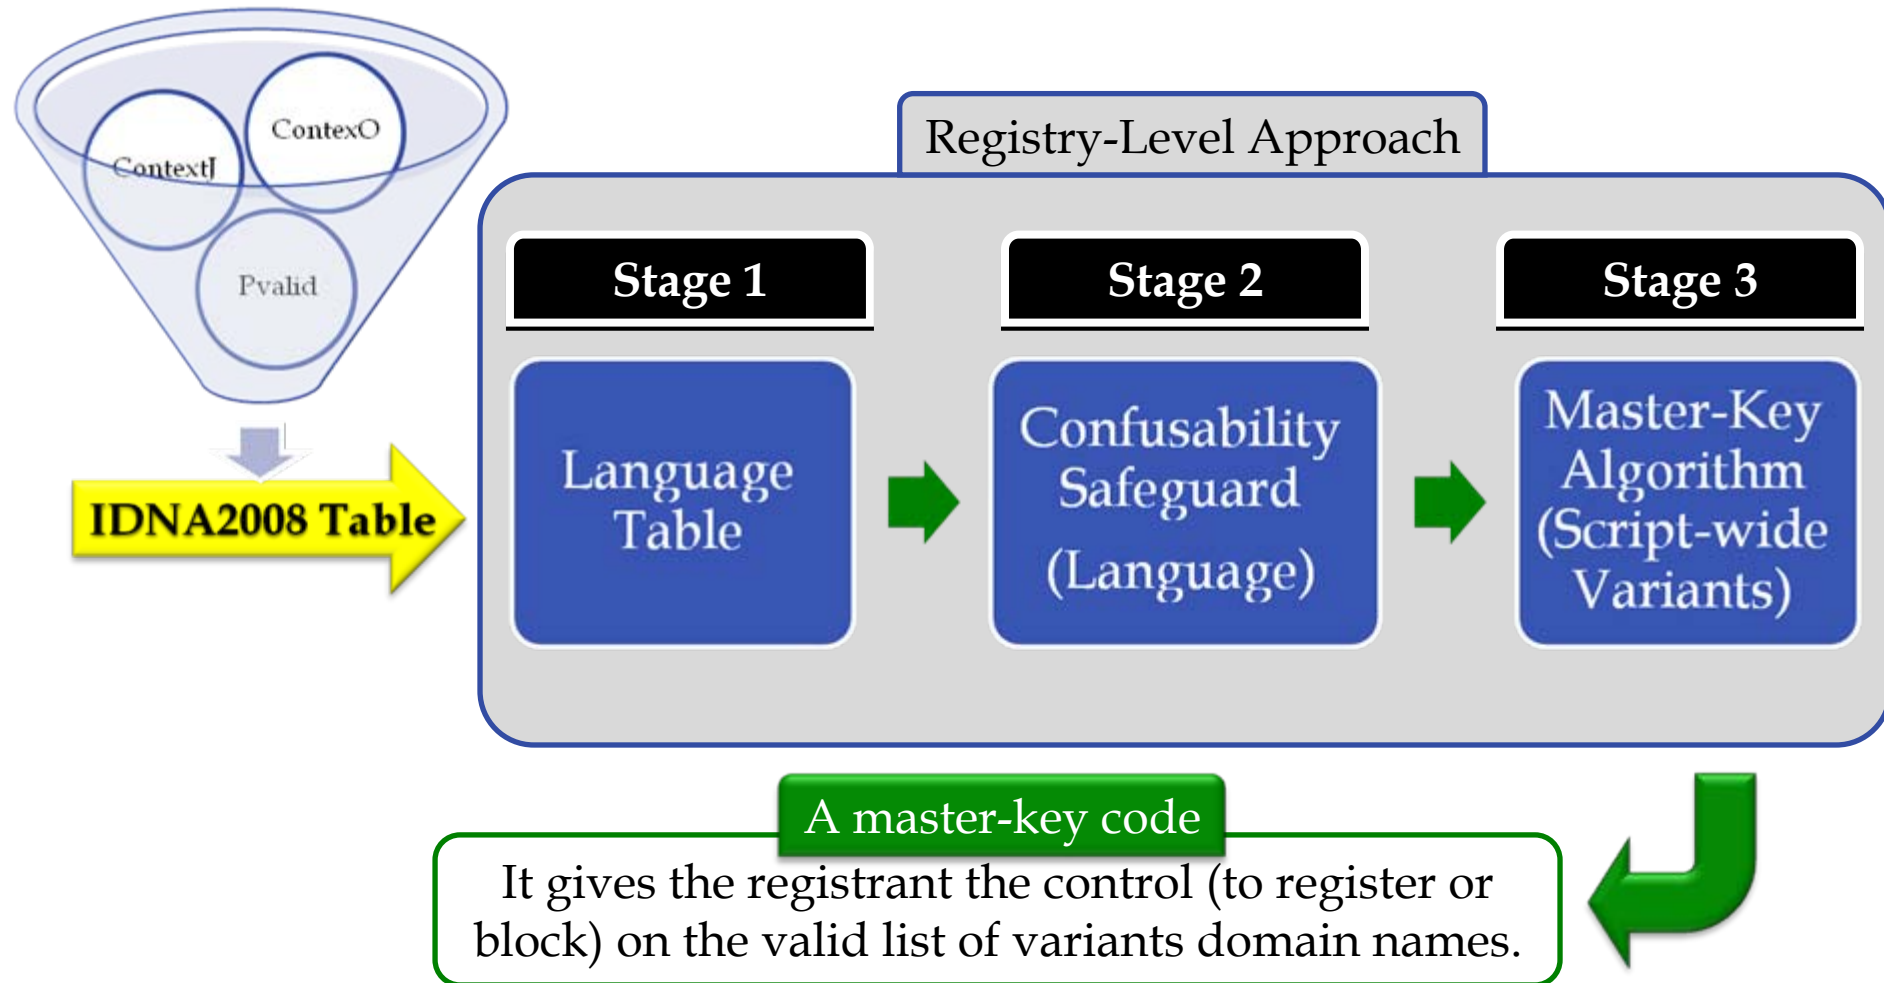 ContexO
ContextJ
Pvalid
IDNA2008 Table
Registry-Level Approach
Stage 1
Stage 2
Stage 3
Language
Table
Confusability
Safeguard
(Language)
Master-Key
Algorithm
(Script-wide
Variants)
A master-key code
It gives the registrant the control (to register or
block) on the valid list of variants domain names.